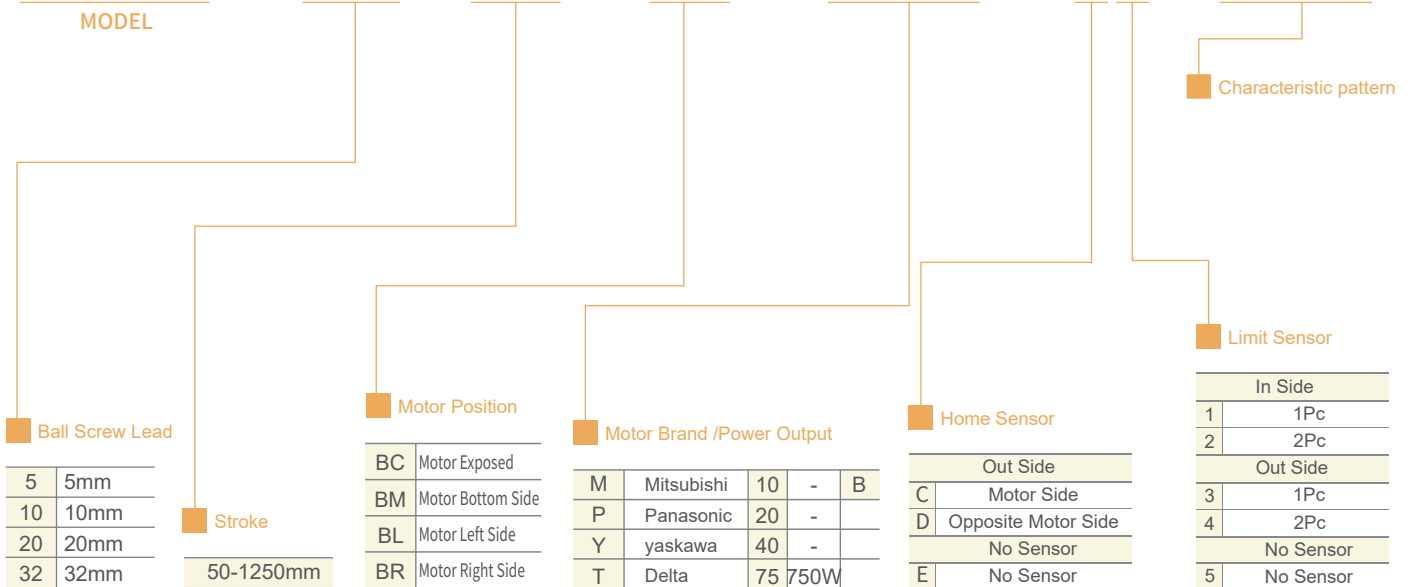 MODEL
Characteristic pattern
Limit Sensor
In Side
1 1Pc
2 2Pc
Out Side
3 1Pc
4 2Pc
No Sensor
5 No Sensor
Home Sensor
Out Side
C Motor Side
D Opposite Motor Side
No Sensor
E No Sensor
Motor Brand /Power Output
M Mitsubishi 10 - B
P Panasonic 20 -
Y yaskawa 40 -
T Delta 75 750W
Motor Position
BC Motor Exposed
BM Motor Bottom Side
BL Motor Left Side
BR Motor Right Side
Stroke
50-1250mm
Ball Screw Lead
5 5mm
10 10mm
20 20mm
32 32mm